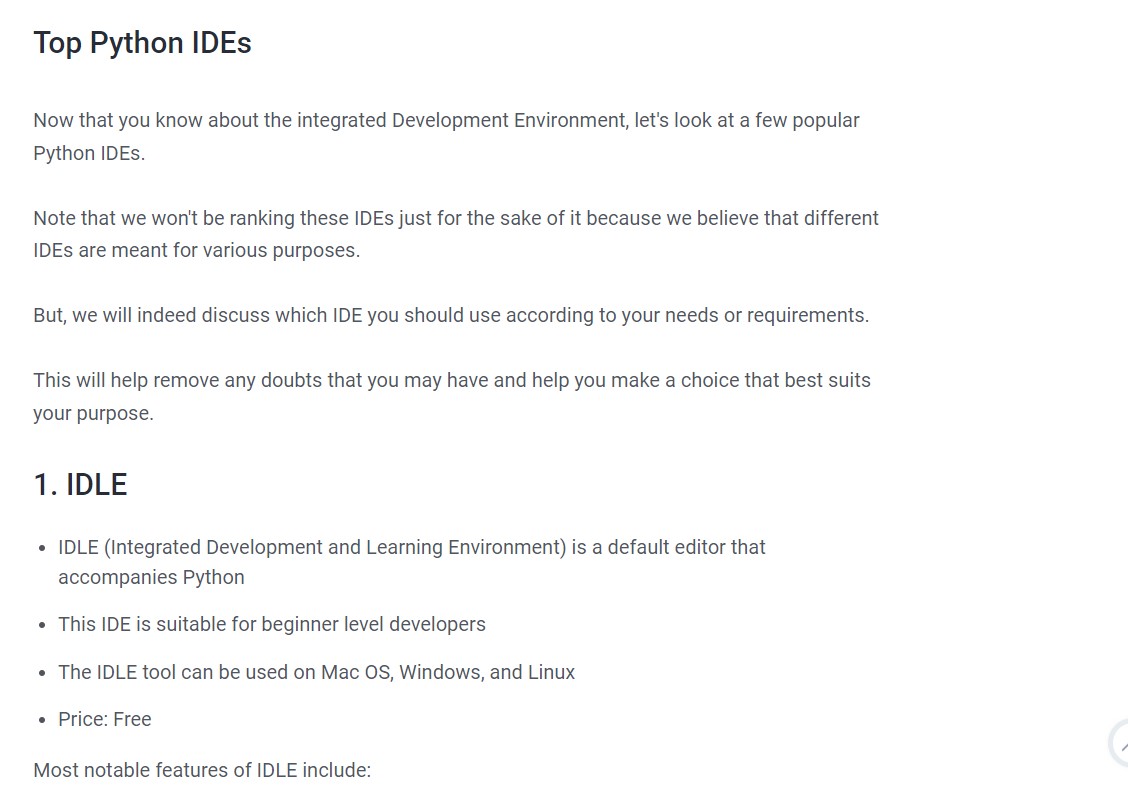 Top Python IDEs
Now that you know about the integrated Development Environment, let's look at a few popular
Python IDEs.
Note that we won't be ranking these IDEs just for the sake of it because we believe that different
IDEs are meant for various purposes.
But, we will indeed discuss which IDE you should use according to your needs or requirements.
This will help remove any doubts that you may have and help you make a choice that best suits
your purpose.
1. IDLE
• IDLE (Integrated Development and Learning Environment) is a default editor that
accompanies Python
• This IDE is suitable for beginner level developers
• The IDLE tool can be used on Mac OS, Windows, and Linux
• Price: Free
Most notable features of IDLE include: